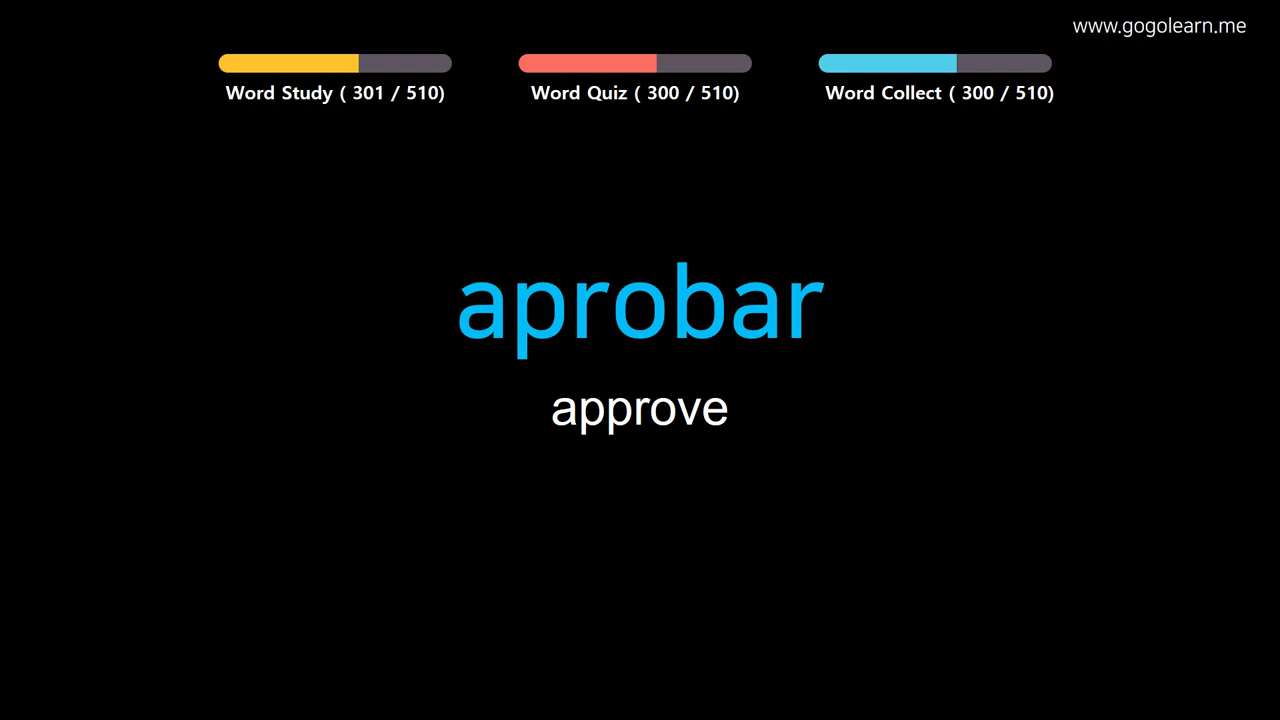 www.gogolearn.me
Word Study ( 301 / 510)
Word Quiz ( 300 / 510)
Word Collect ( 300 / 510)
aprobar
approve